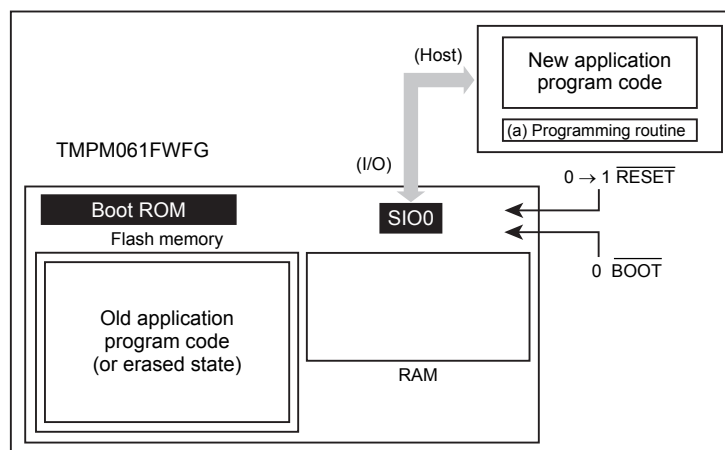 (Host)
New application
program code
(a) Programming routine
TMPM061FWFG
(I/O)
0 → 1 RESET
Boot ROM
SIO0
Flash memory
0 BOOT
Old application
program code
(or erased state)
RAM